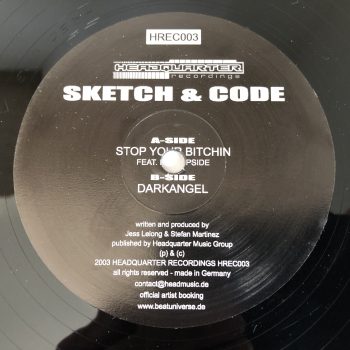 HREC003
HEADQUARTER
recordings
SKETCH & CODE
A-SIDE
STOP YOUR BITCHIN
FEAT.
B-SIDE
DARKANGEL
written and produced by
Jess Lelong & Stefan Martinez
published by Headquarter Music Group
(p) & (c)
2003 HEADQUARTER RECORDINGS HREC003
all rights reserved - made in Germany
contact@headmusic.de
official artist booking
www.beatuniverse.de